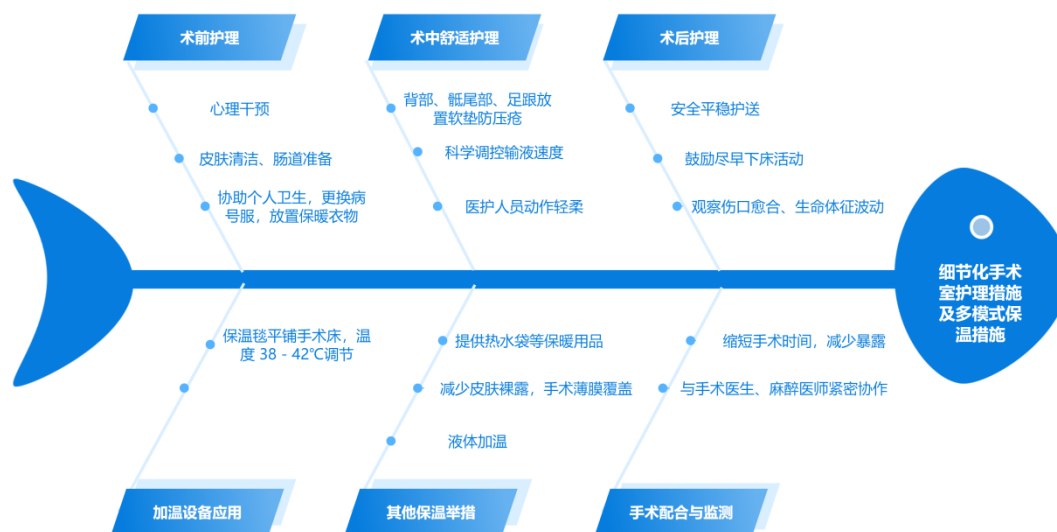 术前护理
心理干预
皮肤清洁、肠道准备
协助个人卫生，更换病
号服，放置保暖衣物
术中舒适护理
背部、骶尾部、足跟放
置软垫防压疮
科学调控输液速度
医护人员动作轻柔
术后护理
安全平稳护送
鼓励尽早下床活动
观察伤口愈合、生命体征波动
细节化手术
室护理措施
及多模式保
温措施
保温毯平铺手术床，温
度 38 - 42℃调节
加温设备应用
提供热水袋等保暖用品
减少皮肤裸露，手术薄膜覆盖
液体加温
其他保温举措
缩短手术时间，减少暴露
与手术医生、麻醉医师紧密协作
手术配合与监测